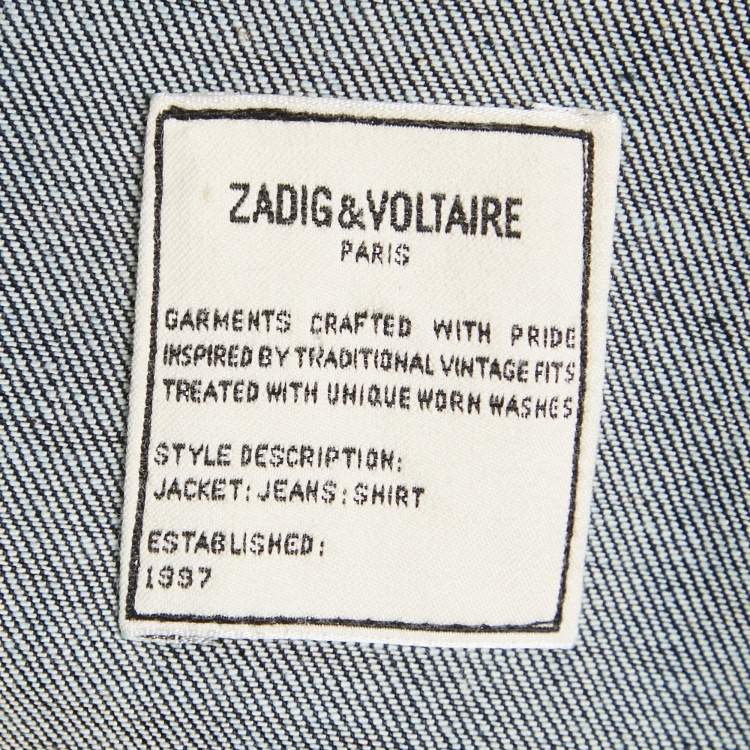 ZADIG&VOLTAIRE
PARIS
GARMENTS CRAFTED WITH PRIDE
INSPIRED BY TRADITIONAL VINTAGE FITS
TREATED WITH UNIQUE WORN WASHES
STYLE DESCRIPTION:
JACKET: JEANS: SHIRT
ESTABLISHED:
1997